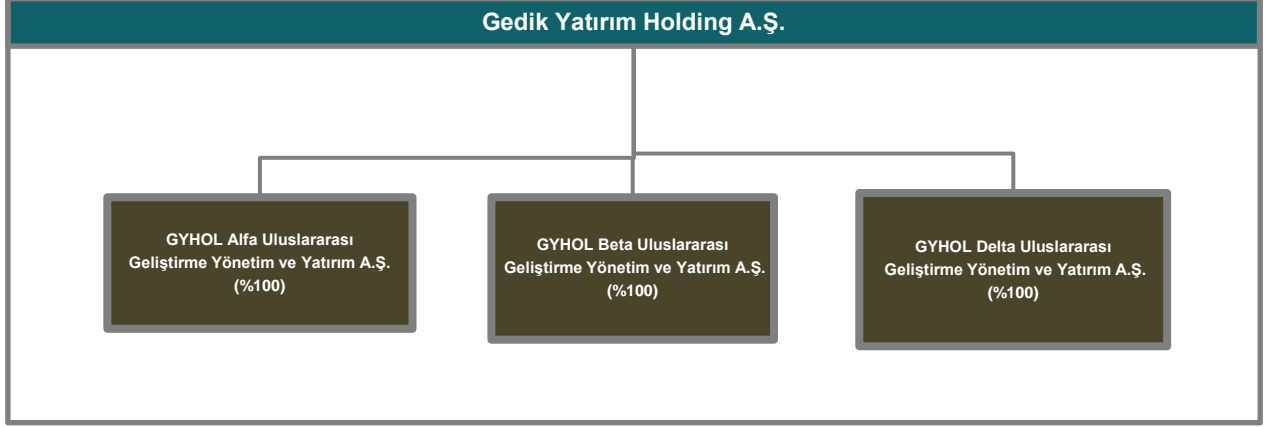 Gedik Yatırım Holding A.Ş.
GYHOL Alfa Uluslararası
Geliştirme Yönetim ve Yatırım A.Ş.
(%100)
GYHOL Beta Uluslararası
Geliştirme Yönetim ve Yatırım A.Ş.
(%100)
GYHOL Delta Uluslararası
Geliştirme Yönetim ve Yatırım A.Ş.
(%100)